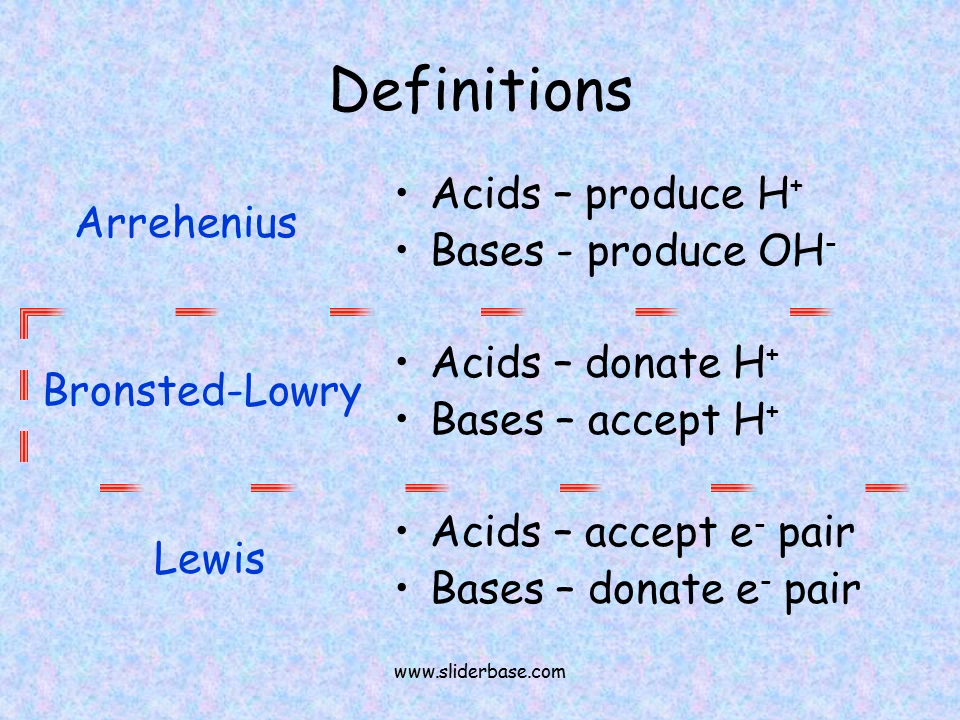 Definitions
Arrehenius
• Acids – produce H⁺
• Bases - produce OH⁻
Bronsted-Lowry
• Acids – donate H⁺
• Bases – accept H⁺
Lewis
• Acids – accept e⁻ pair
• Bases – donate e⁻ pair
www.sliderbase.com